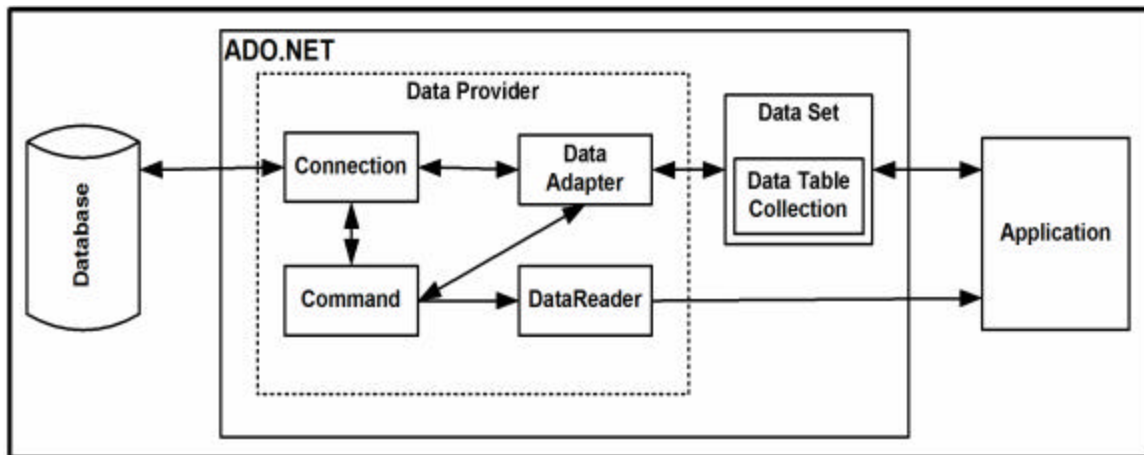 ADO.NET
Data Provider
Database
Connection
Data
Adapter
Data Set
Data Table
Collection
Application
Command
DataReader